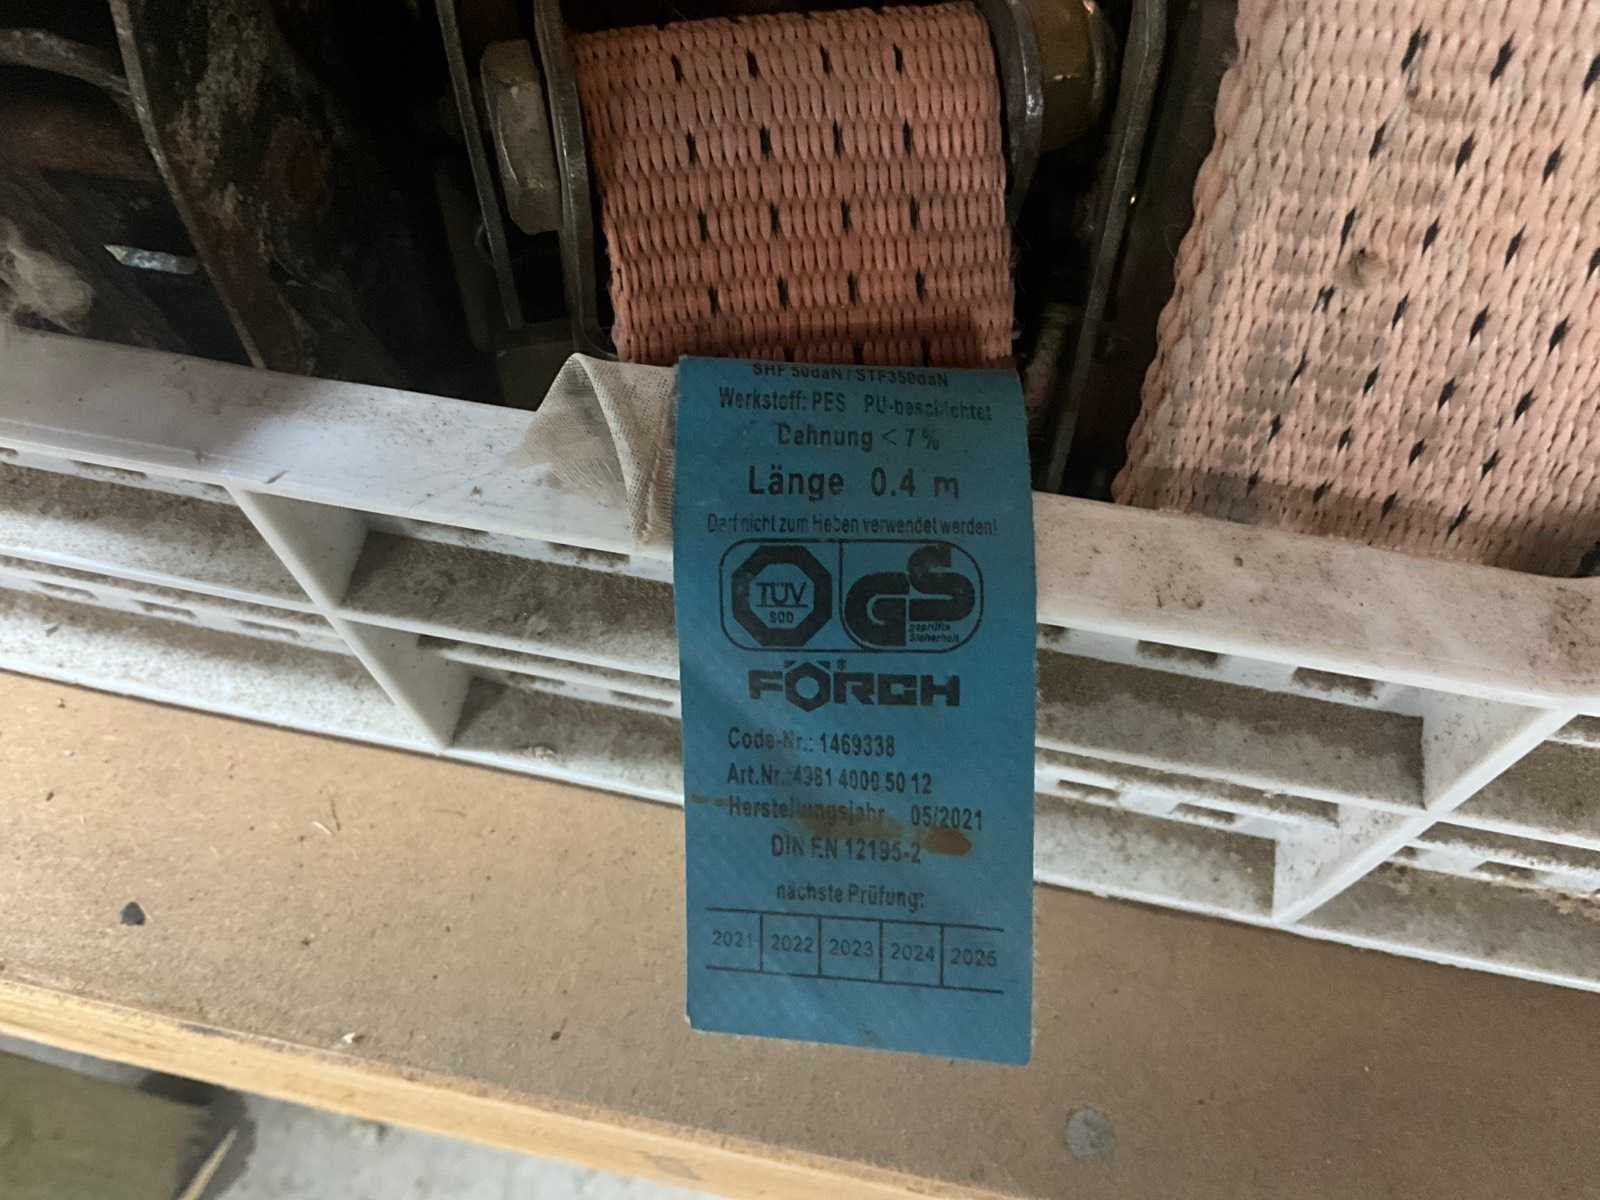 SHF 50daN / STF350daN
Werkstoff: PES PU-beschichtet
Dehnung < 7 %
Länge 0.4 m
Darf nicht zum Heben verwendet werden!
TÜV
SÜD
GS
geprüfte
Sicherheit
FÖRCH®
Code-Nr.: 1469338
Art.Nr.:4381 4000 50 12
Herstellungsjahr 05/2021
DIN EN 12195-2
nächste Prüfung:
2021 2022 2023 2024 2025